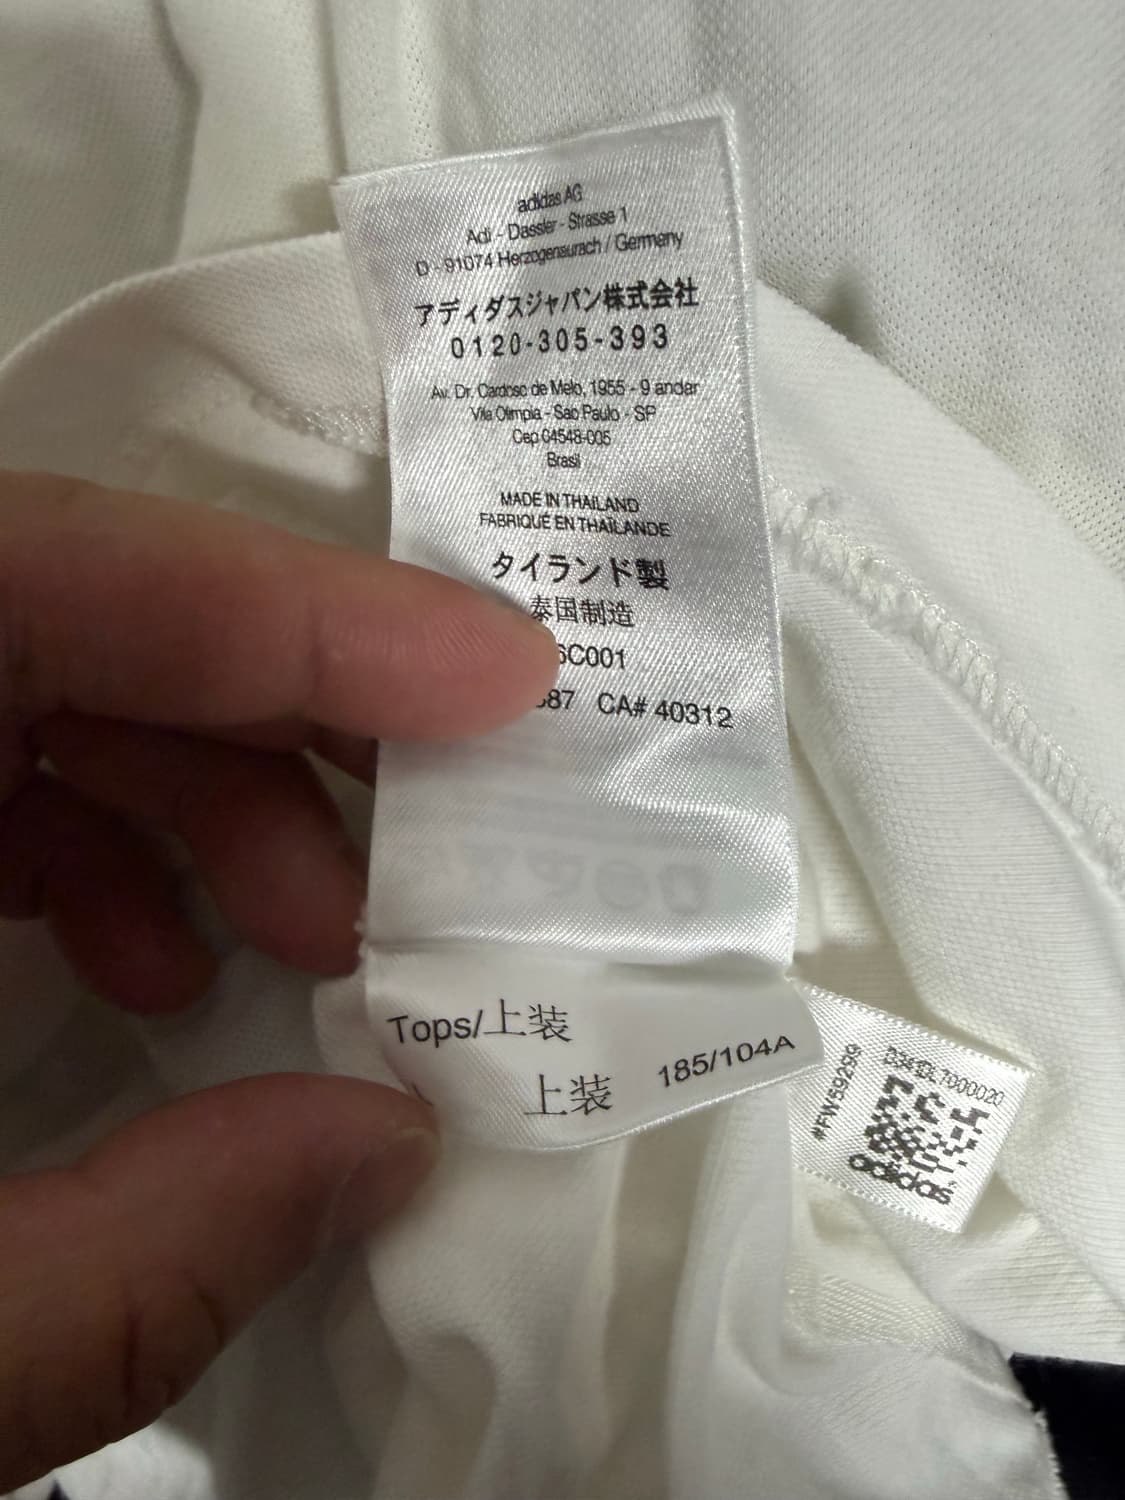 adidas AG
Adi - Dassler - Strasse 1
D - 91074 Herzogenaurach / Germany
アディダスジャパン株式会社
0120-305-393
Av. Dr. Cardoso de Melo, 1955 - 9 andar
Vila Olimpia - Sao Paulo - SP
Cep 04548-005
Brasil
MADE IN THAILAND
FABRIQUÉ EN THAÏLANDE
タイランド製
泰国制造
6C001
87 CA# 40312
Tops/上装
上装 185/104A
#FW59299
adidas